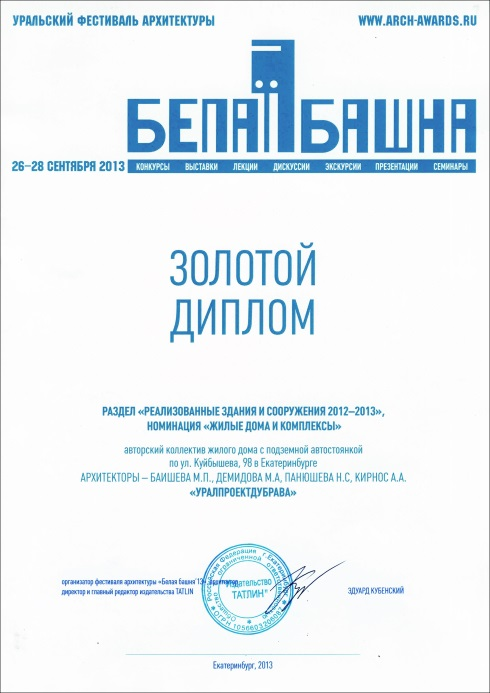 УРАЛЬСКИЙ ФЕСТИВАЛЬ АРХИТЕКТУРЫ
WWW.ARCH-AWARDS.RU
БЕЛАЯ БАШНЯ
26–28 СЕНТЯБРЯ 2013
КОНКУРСЫ ВЫСТАВКИ ЛЕКЦИИ ДИСКУССИИ ЭКСКУРСИИ ПРЕЗЕНТАЦИИ СЕМИНАРЫ
ЗОЛОТОЙ
ДИПЛОМ
РАЗДЕЛ «РЕАЛИЗОВАННЫЕ ЗДАНИЯ И СООРУЖЕНИЯ 2012–2013»,
НОМИНАЦИЯ «ЖИЛЫЕ ДОМА И КОМПЛЕКСЫ»
авторский коллектив жилого дома с подземной автостоянкой
по ул. Куйбышева, 98 в Екатеринбурге
АРХИТЕКТОРЫ – БАИШЕВА М.П., ДЕМИДОВА М.А, ПАНЮШЕВА Н.С, КИРНОС А.А.
«УРАЛПРОЕКТДУБРАВА»
организатор фестиваля архитектуры «Белая башня 13»
директор и главный редактор издательства TATLIN
Издательство
ТАТЛИН"
Российская Федерация г. Екатеринбург
ЭДУАРД КУБЕНСКИЙ
Екатеринбург, 2013